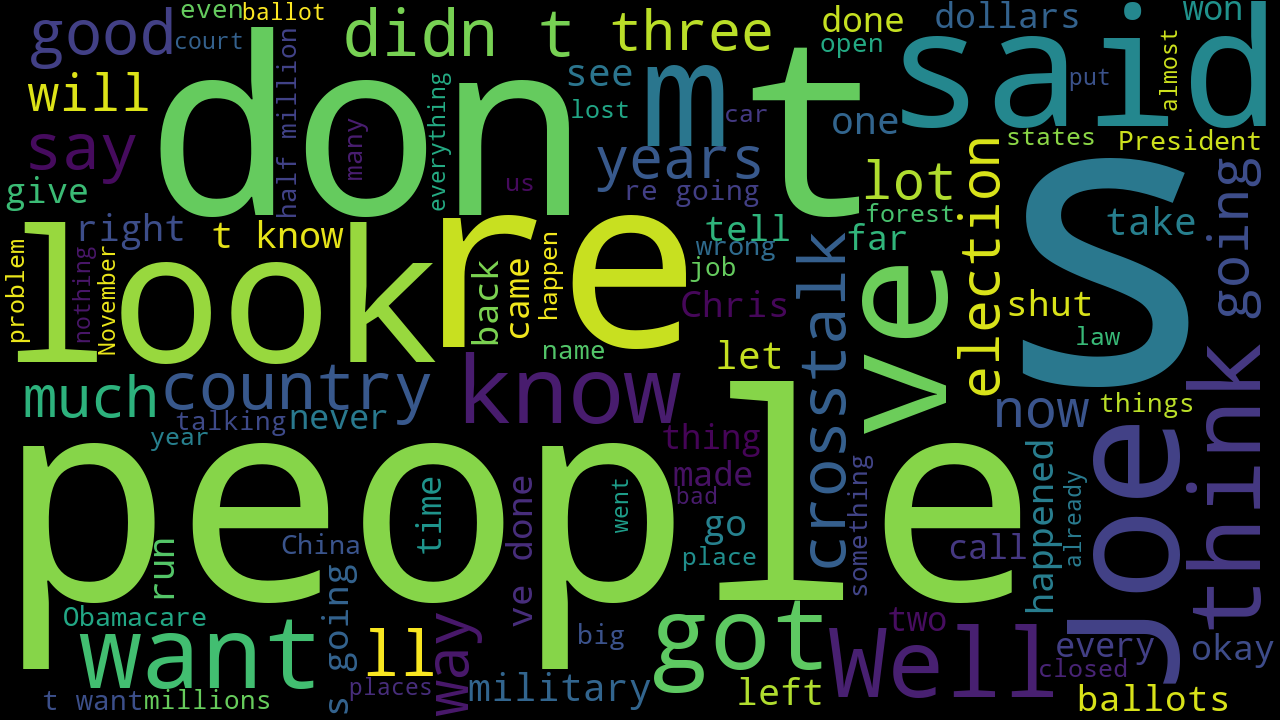 even
ballot
good
court
didn t
three
done
dollars
won
open
said
will
don t
half million
everything
many
see
m
put
almost
lost
car
one
say
years
states
President
give
us
re going
lot
election
S
going
right
t know
look
re
tell
forest
take
wrong
far
problem
nothing
November
back
came
happen
job
Chris
crosstalk
ve
shut
law
name
let
think
much
country
know
now
things
talking
never
year
thing
joe
people
time
ve done
went
made
bad
go
place
something
call
happened
already
run
China
Obamacare
s going
want
ll
way
big
got
two
Well
every
okay
closed
t want
millions
places
military
left
ballots